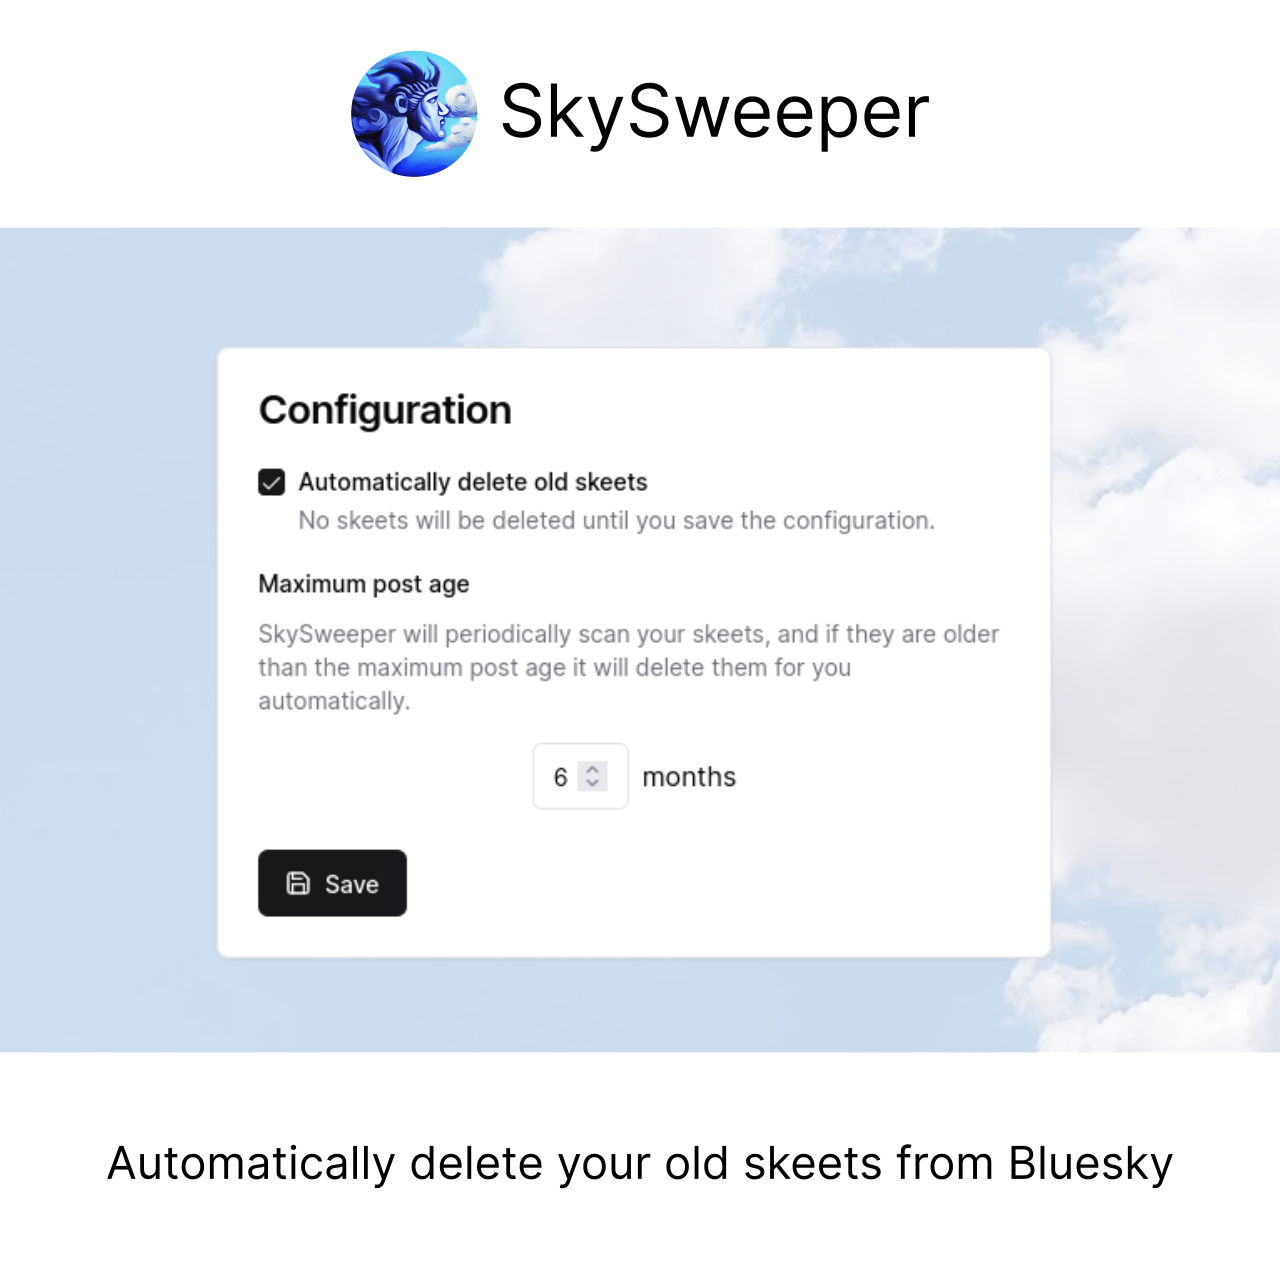 SkySweeper
Configuration
Automatically delete old skeets
No skeets will be deleted until you save the configuration.
Maximum post age
SkySweeper will periodically scan your skeets, and if they are older
than the maximum post age it will delete them for you
automatically.
6 months
Save
Automatically delete your old skeets from Bluesky